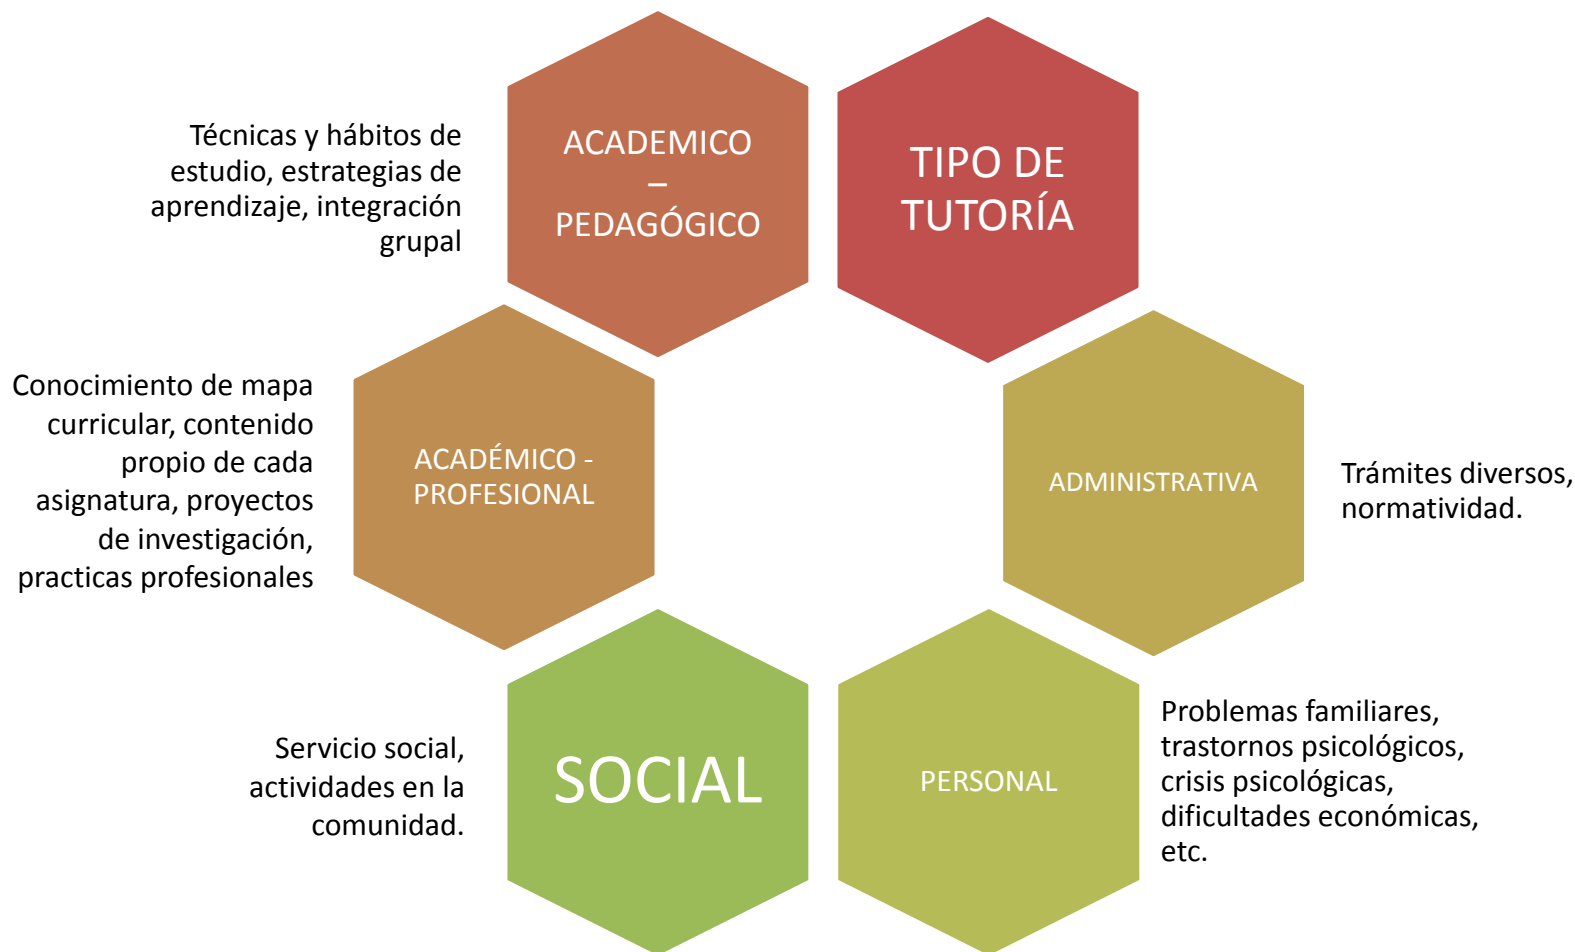 TIPO DE
TUTORÍA
ADMINISTRATIVA
Trámites diversos,
normatividad.
PERSONAL
Problemas familiares,
trastornos psicológicos,
crisis psicológicas,
dificultades económicas,
etc.
SOCIAL
Servicio social,
actividades en la
comunidad.
ACADÉMICO -
PROFESIONAL
Conocimiento de mapa
curricular, contenido
propio de cada
asignatura, proyectos
de investigación,
practicas profesionales
ACADEMICO
–
PEDAGÓGICO
Técnicas y hábitos de
estudio, estrategias de
aprendizaje, integración
grupal